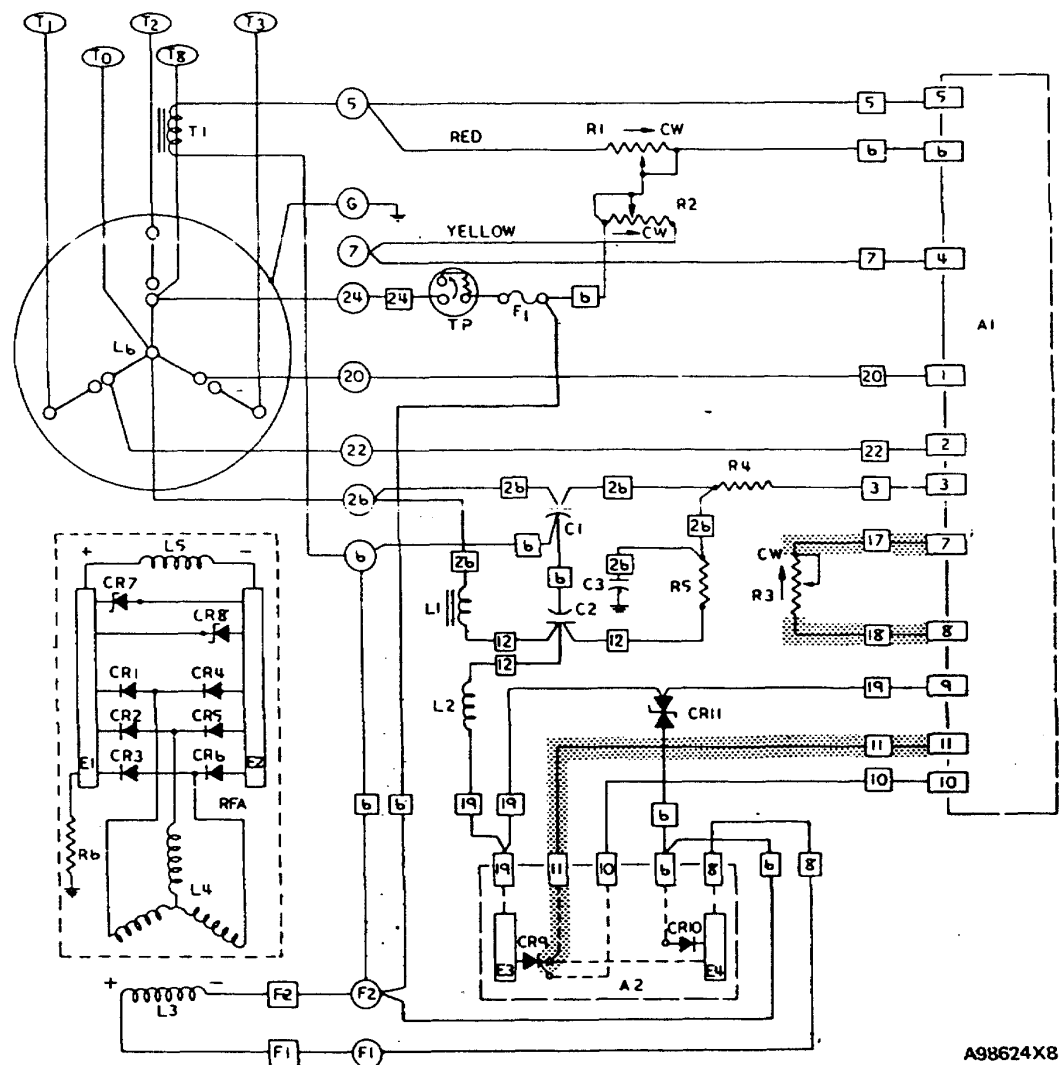 T1 T2 T3
T0 T8
T1
5 5 5
RED R1 → CW
6 6
G R2
YELLOW → CW
7 7 4
24 24 TP F1 6
A1
L6
20 20 1
22 22 2
R4
26 26 26 3 3
C1 26
17 7
6 6 CW
L5
+ -
CR7
26 6 C3 26 R5 R3
CR8
L1 C2
12 12 18 8
12
CR1 CR4
L2 19 9
CR2 CR5 CR11
11 11
CR3 CR6 E1 E2
10 10
RFA
19 19 6 6 6
R6
19 11 10 6 8 6 8
L4
CR9 CR10
E3 E4
A2
+ - F2 F2
L3
F1 F1
A98624X8